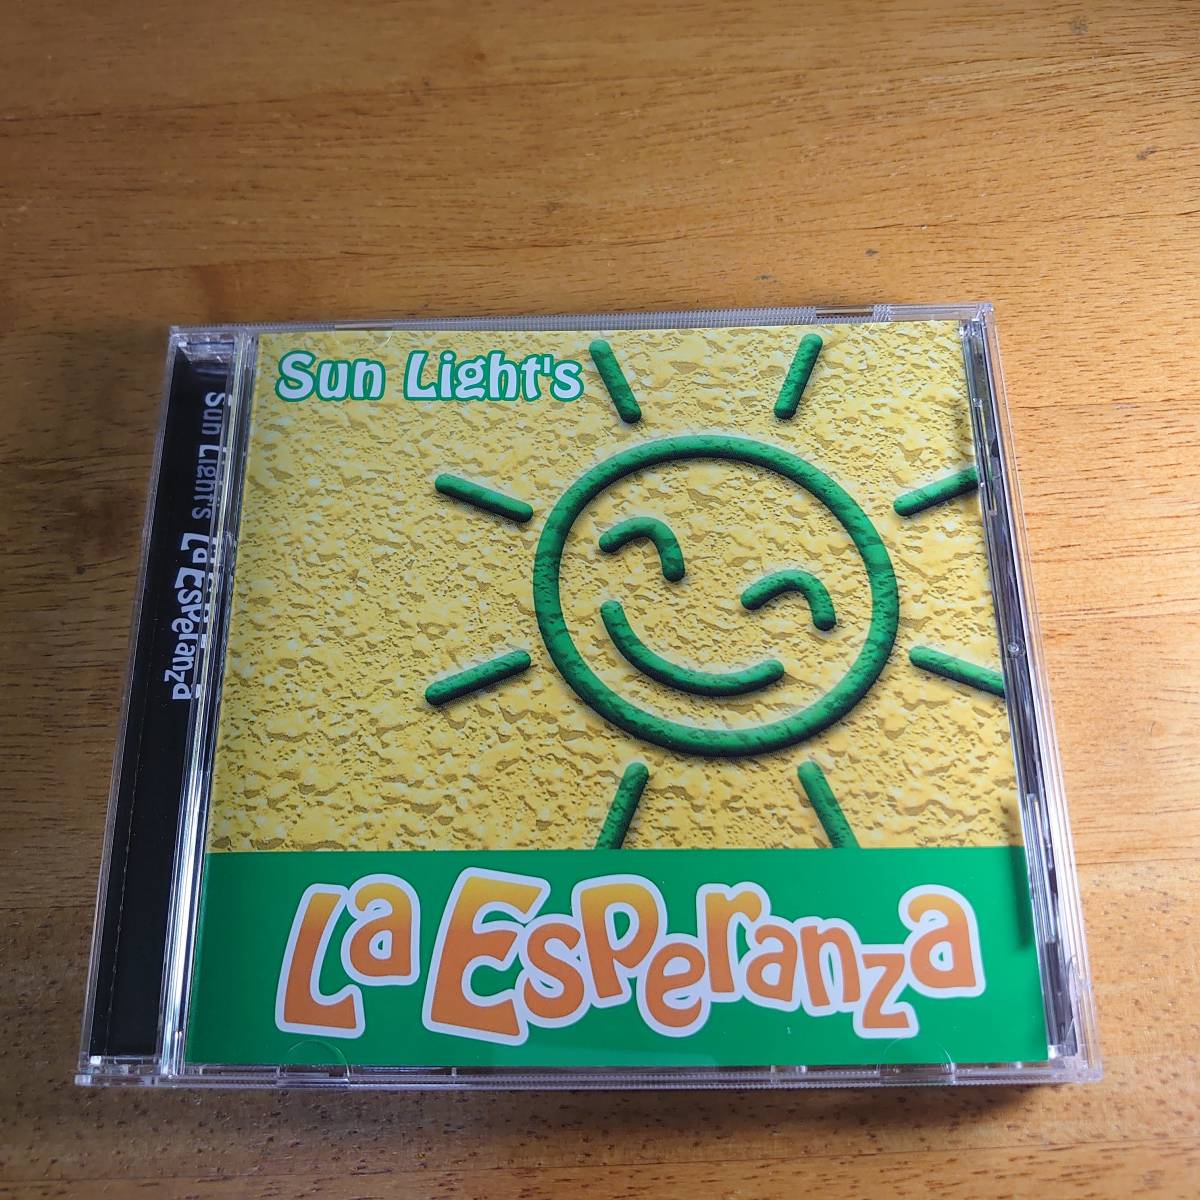 Sun Light's
La Esperanza
Sun Light's La Esperanza